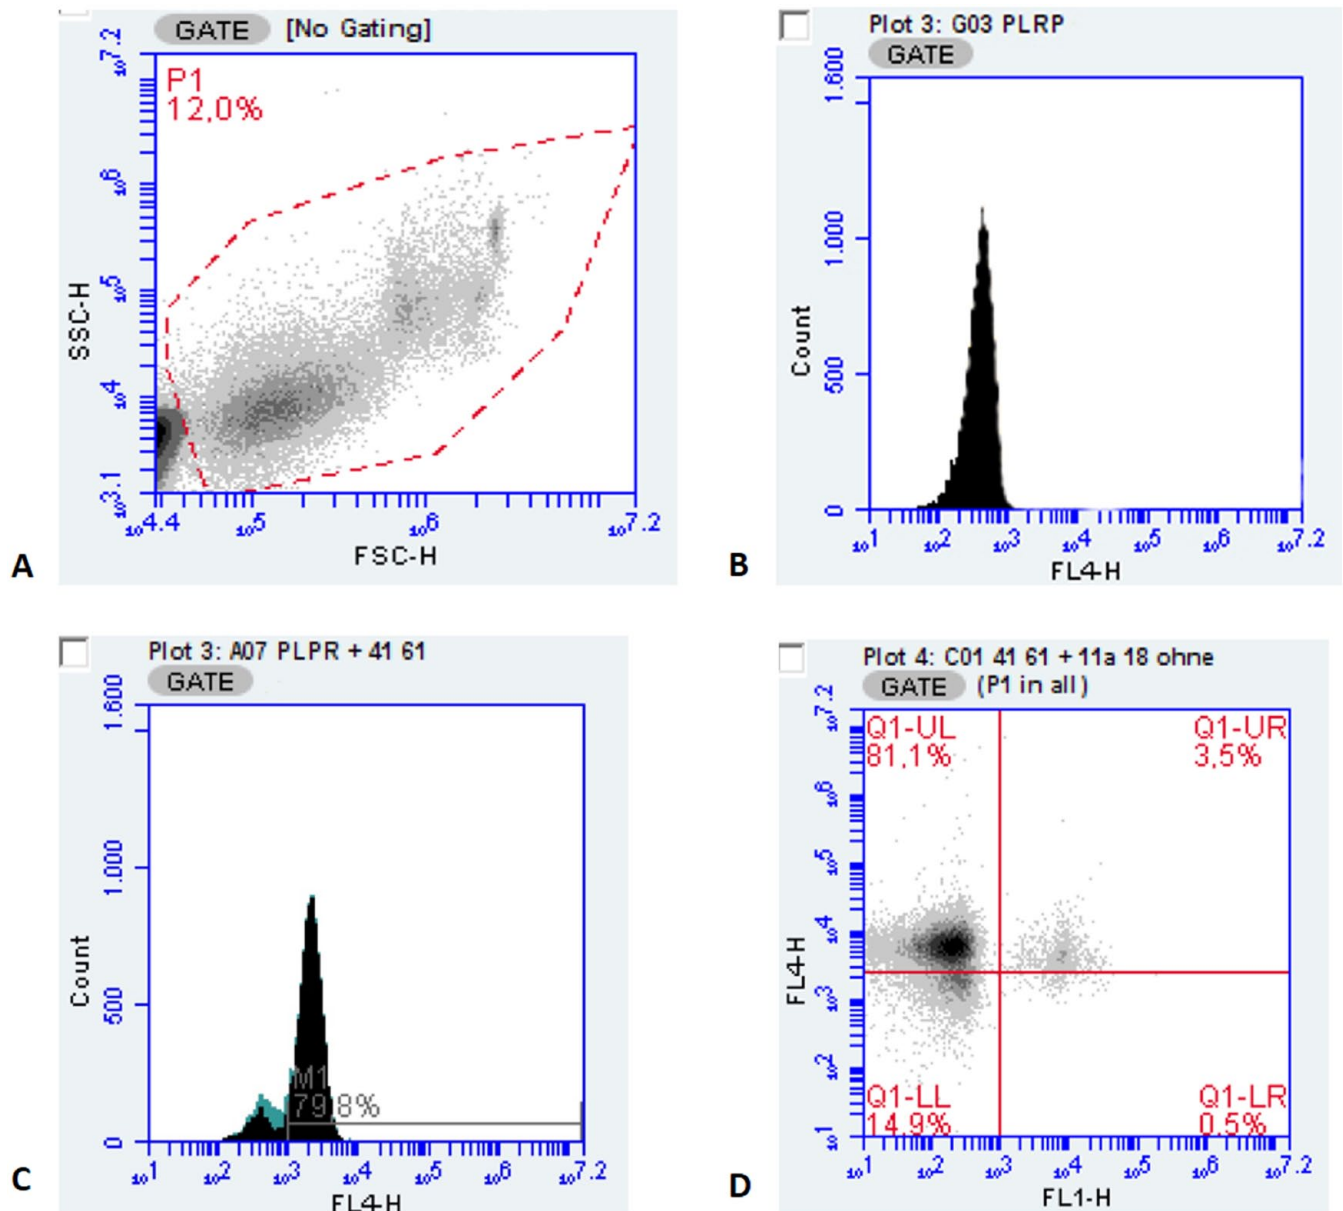 GATE [No Gating]
P1
12,0%
10^7.2
10^6
10^5
10^4
10^3.1
SSC-H
10^4.4 10^5 10^6 10^7.2
FSC-H
A
Plot 3: G03 PLRP
GATE
1.600
1.000
500
0
Count
10^1 10^2 10^3 10^4 10^5 10^6 10^7.2
FL4-H
B
Plot 3: A07 PLPR + 41 61
GATE
1.600
1.000
500
0
Count
M1
79,8%
10^1 10^2 10^3 10^4 10^5 10^6 10^7.2
FL4-H
C
Plot 4: C01 41 61 + 11a 18 ohne
GATE (P1 in all)
Q1-UL
81,1%
Q1-UR
3,5%
10^7.2
10^6
10^5
10^4
10^3
10^2
10^1
FL4-H
Q1-LL
14,9%
Q1-LR
0,5%
10^1 10^2 10^3 10^4 10^5 10^6 10^7.2
FL1-H
D